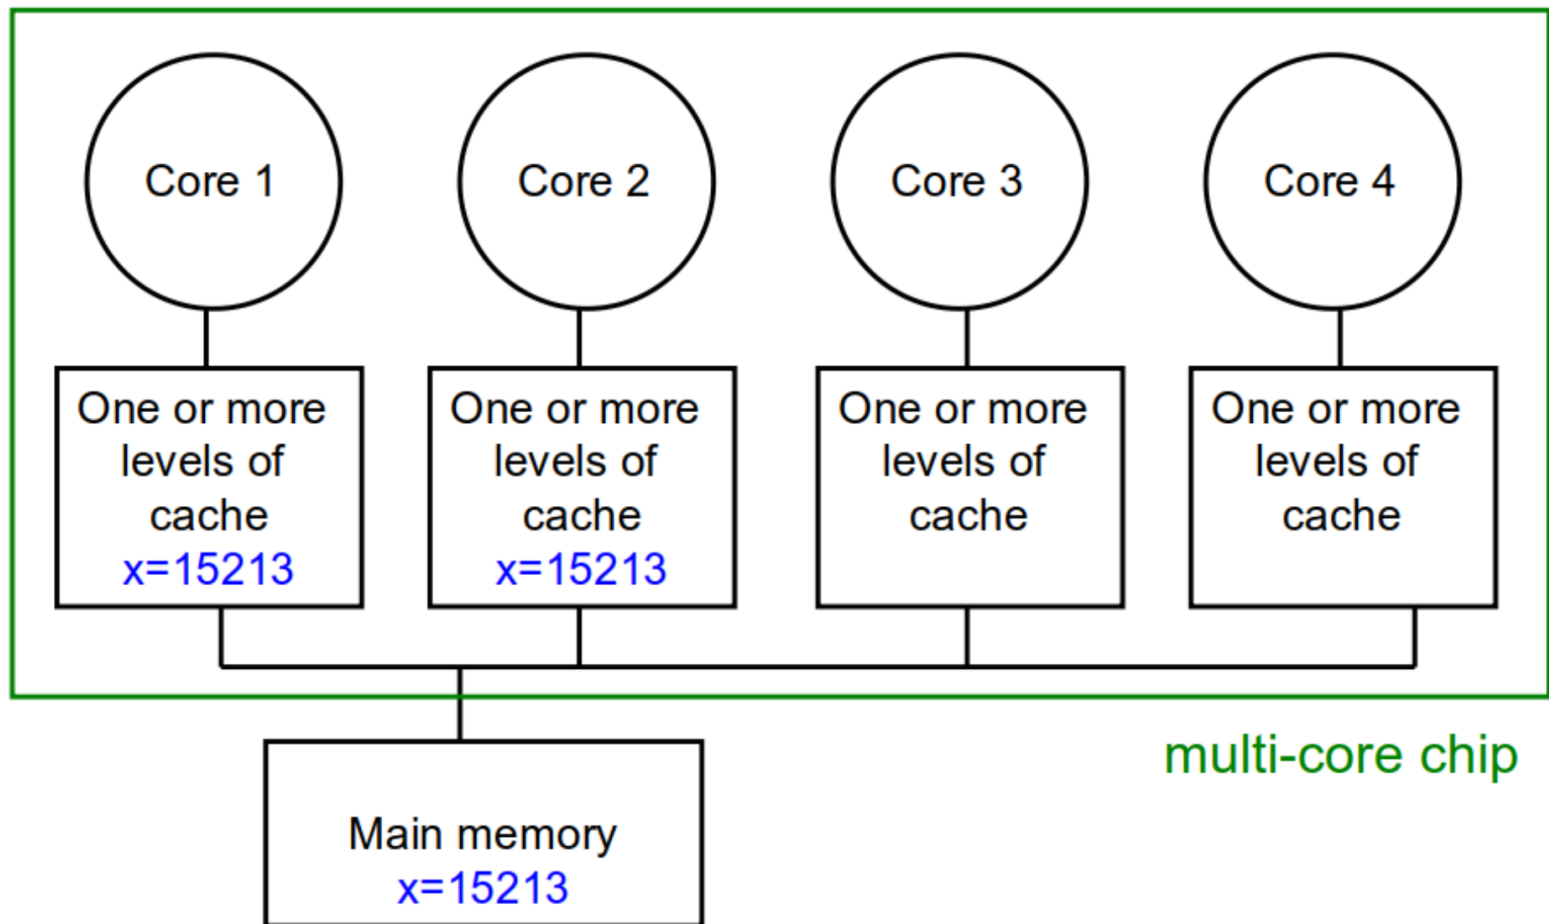 Core 1
Core 2
Core 3
Core 4
One or more
levels of
cache
x=15213
One or more
levels of
cache
x=15213
One or more
levels of
cache
One or more
levels of
cache
multi-core chip
Main memory
x=15213